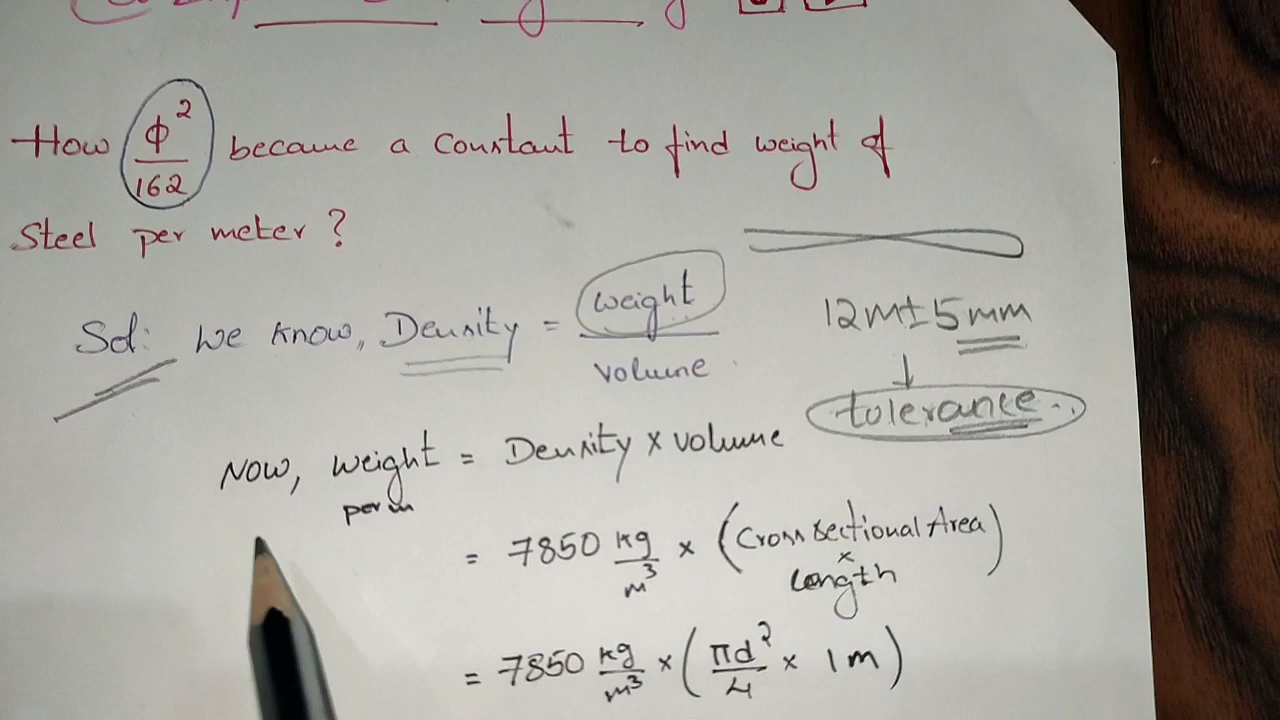 How Φ²/162 became a constant to find weight of
Steel per meter ?
Sol: We know, Density = weight/volume
12m±5mm
↓
tolerance..
Now, weight per m = Density × volume
= 7850 kg/m³ × (Cross sectional Area × Length)
= 7850 kg/m³ × (πd²/4 × 1m)